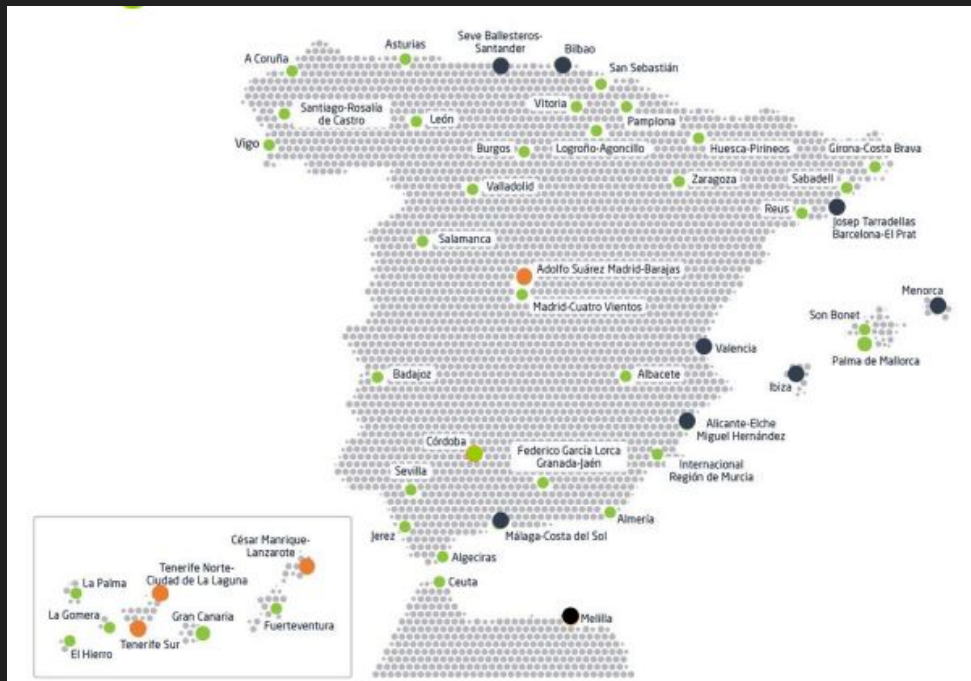 Seve Ballesteros-
Santander
Bilbao
Asturias
A Coruña
San Sebastián
Santiago-Rosalía
de Castro
León
Vitoria
Pamplona
Vigo
Burgos
Logroño-Agoncillo
Huesca-Pirineos
Girona-Costa Brava
Valladolid
Zaragoza
Sabadell
Reus
Josep Tarradellas
Barcelona-El Prat
Salamanca
Adolfo Suárez Madrid-Barajas
Madrid-Cuatro Vientos
Menorca
Son Bonet
Palma de Mallorca
Valencia
Ibiza
Badajoz
Albacete
Alicante-Elche
Miguel Hernández
Córdoba
Federico García Lorca
Granada-Jaén
Internacional
Región de Murcia
Sevilla
Almería
Jerez
Málaga-Costa del Sol
Algeciras
Ceuta
Melilla
César Manrique-
Lanzarote
Tenerife Norte-
Ciudad de La Laguna
La Palma
La Gomera
Gran Canaria
Fuerteventura
El Hierro
Tenerife Sur